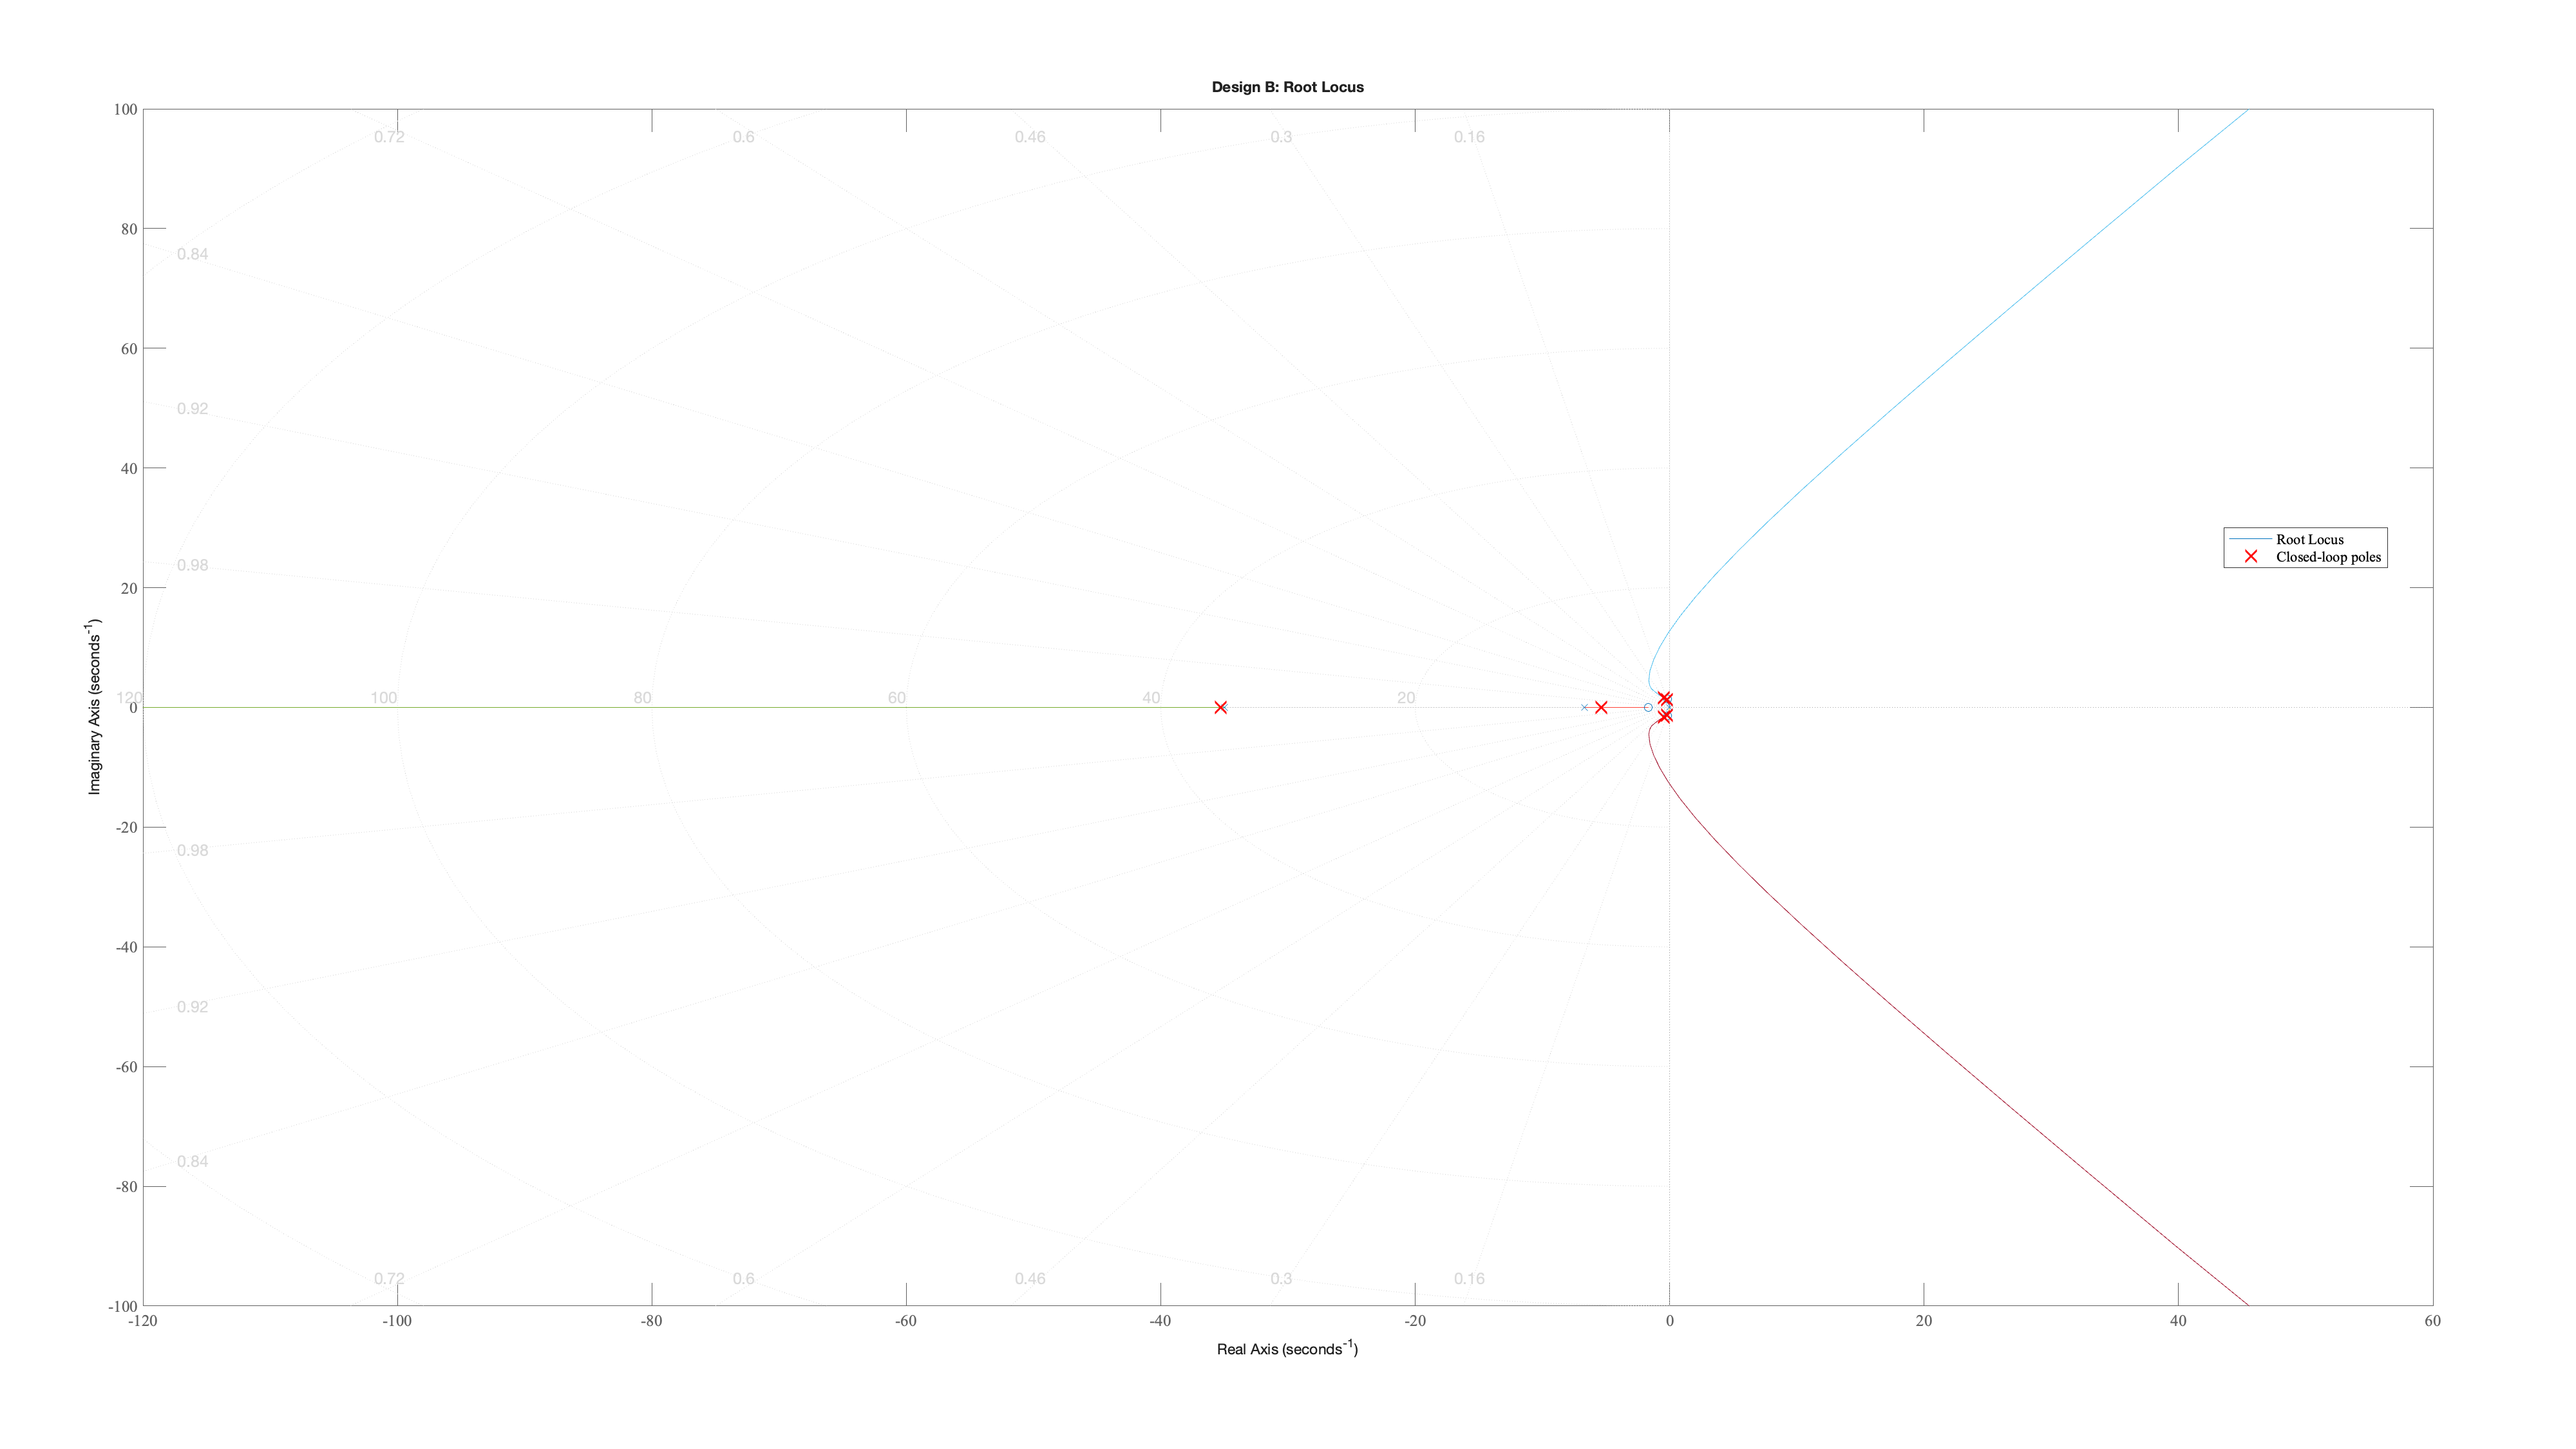 Design B: Root Locus
100
0.72 0.6 0.46 0.3 0.16
80
0.84
60
0.92
40
0.98
20
Root Locus
Closed-loop poles
120 100 80 60 40 20
0
-20
0.98
-40
0.92
-60
-80
0.84
0.72 0.6 0.46 0.3 0.16
-100
-120 -100 -80 -60 -40 -20 0 20 40 60
Real Axis (seconds⁻¹)
Imaginary Axis (seconds⁻¹)